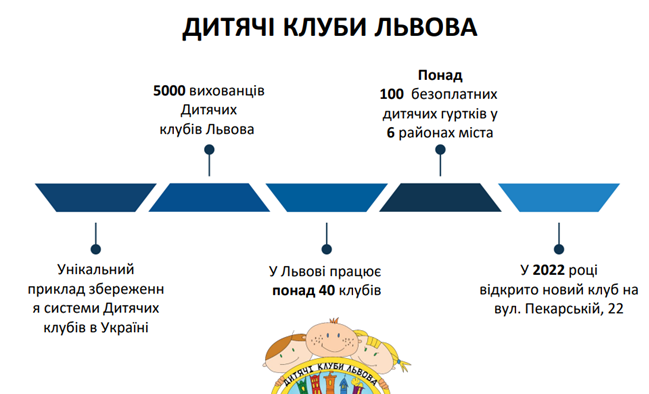 ДИТЯЧІ КЛУБИ ЛЬВОВА
5000 вихованців
Дитячих
клубів Львова
Понад
100 безоплатних
дитячих гуртків у
6 районах міста
Унікальний
приклад збереженн
я системи Дитячих
клубів в Україні
У Львові працює
понад 40 клубів
У 2022 році
відкрито новий клуб на
вул. Пекарській, 22
ДИТЯЧІ КЛУБИ ЛЬВОВА